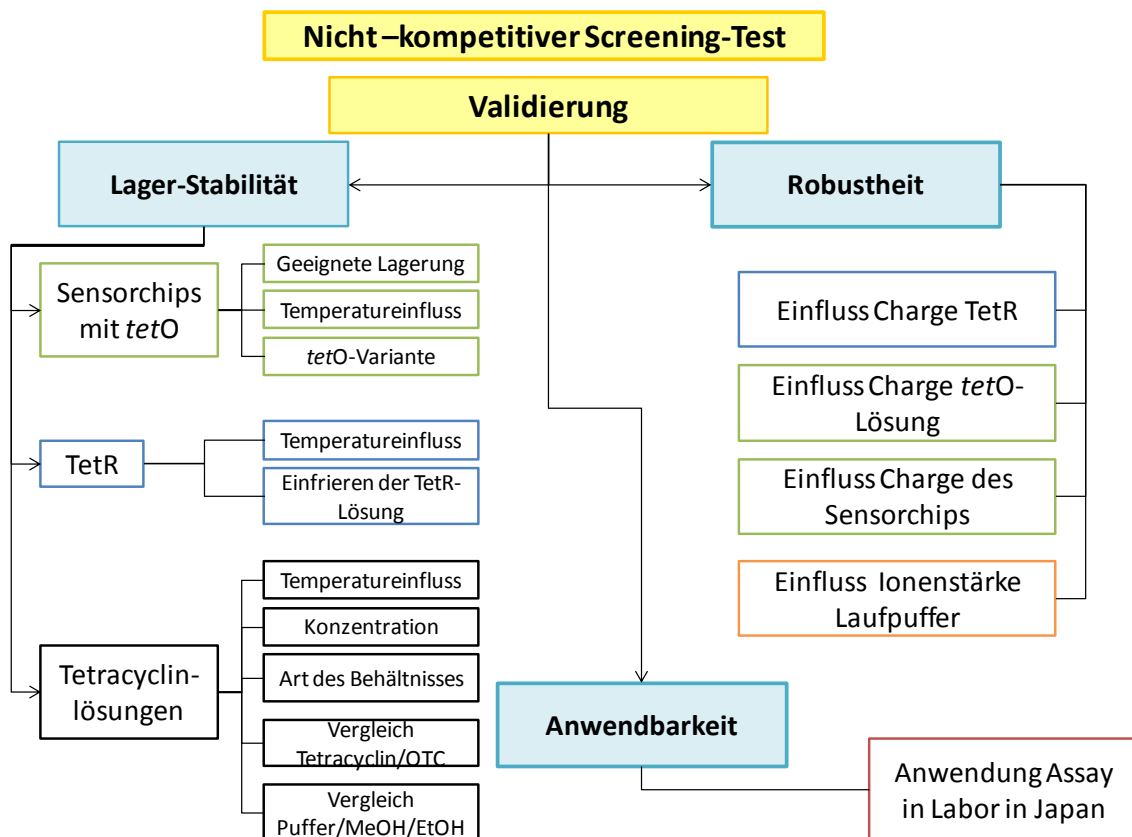 Nicht –kompetitiver Screening-Test
Validierung
Lager-Stabilität
Robustheit
Sensorchips
mit tetO
Geeignete Lagerung
Temperatureinfluss
tetO-Variante
TetR
Temperatureinfluss
Einfrieren der TetR-
Lösung
Tetracyclin-
lösungen
Temperatureinfluss
Konzentration
Art des Behältnisses
Vergleich
Tetracyclin/OTC
Vergleich
Puffer/MeOH/EtOH
Einfluss Charge TetR
Einfluss Charge tetO-
Lösung
Einfluss Charge des
Sensorchips
Einfluss Ionenstärke
Laufpuffer
Anwendbarkeit
Anwendung Assay
in Labor in Japan